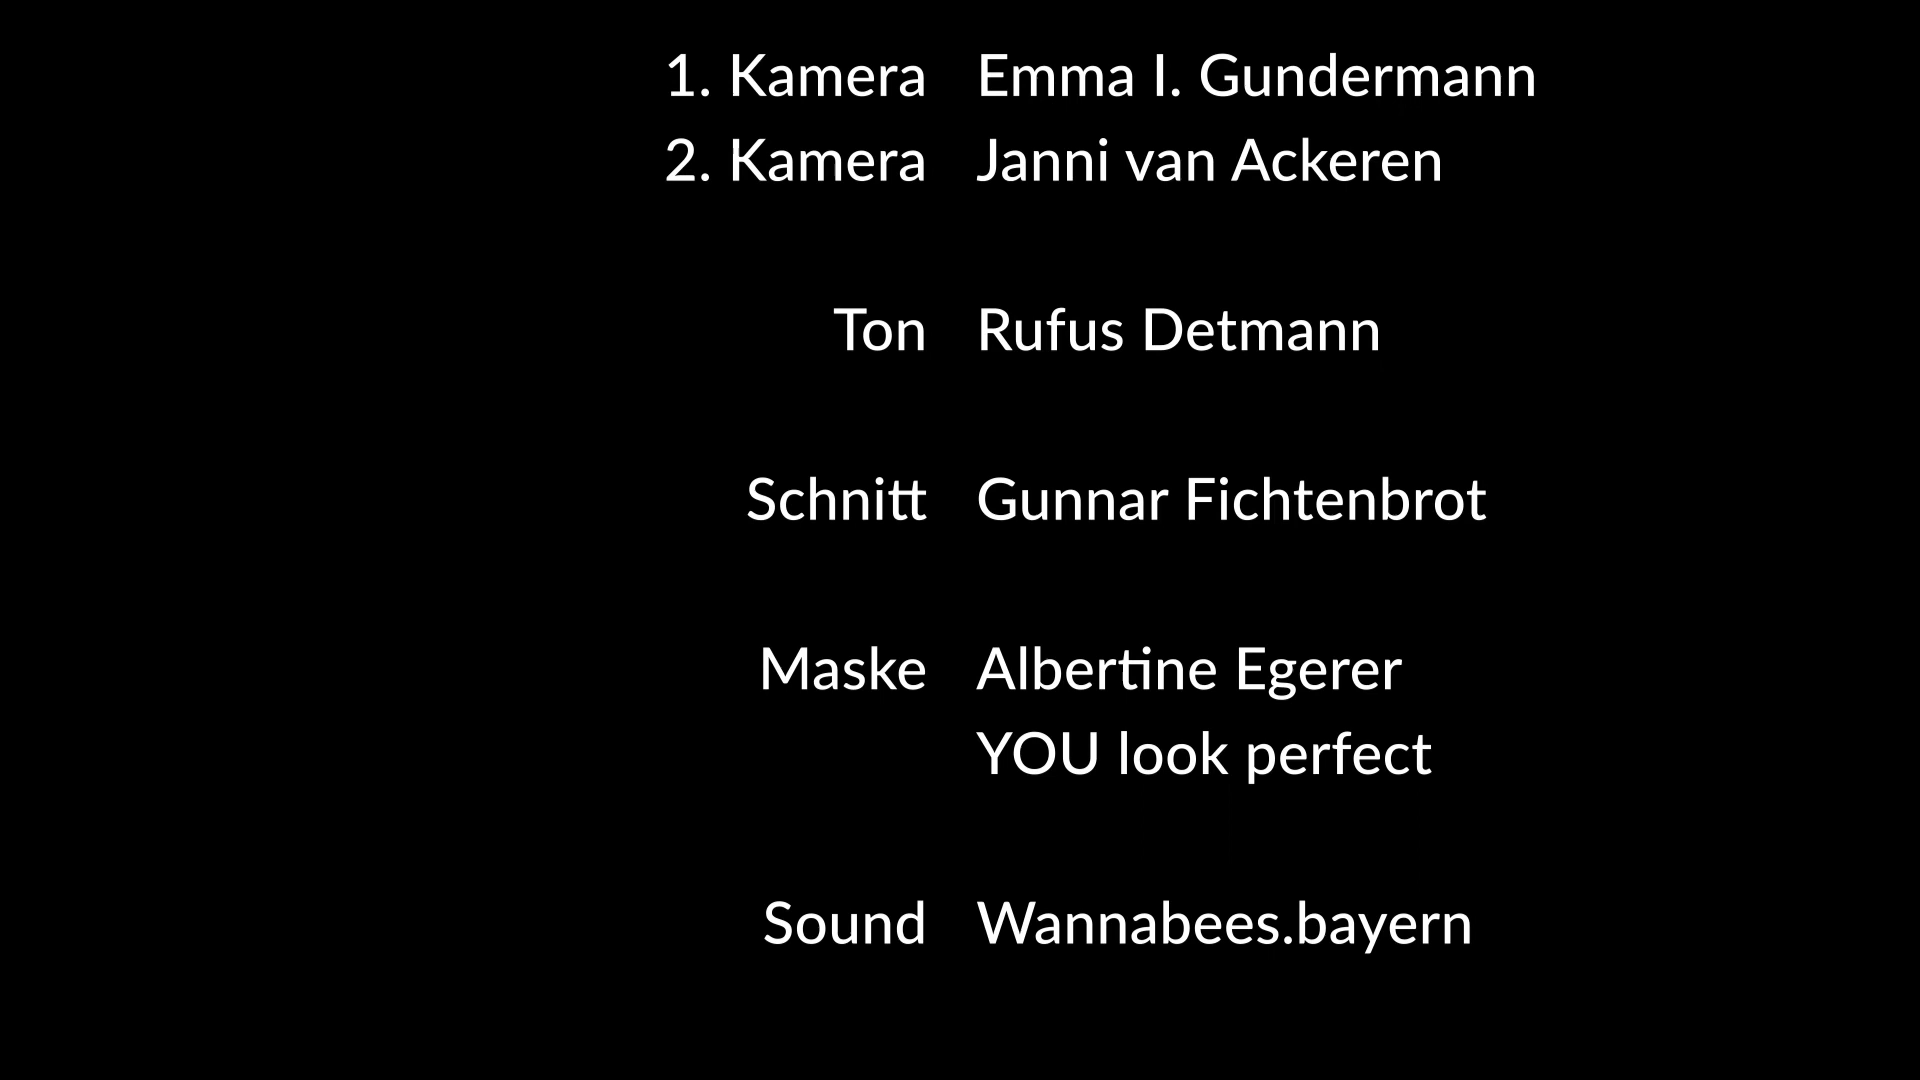 1. Kamera Emma I. Gundermann
2. Kamera Janni van Ackeren
Ton Rufus Detmann
Schnitt Gunnar Fichtenbrot
Maske Albertine Egerer
YOU look perfect
Sound Wannabees.bayern